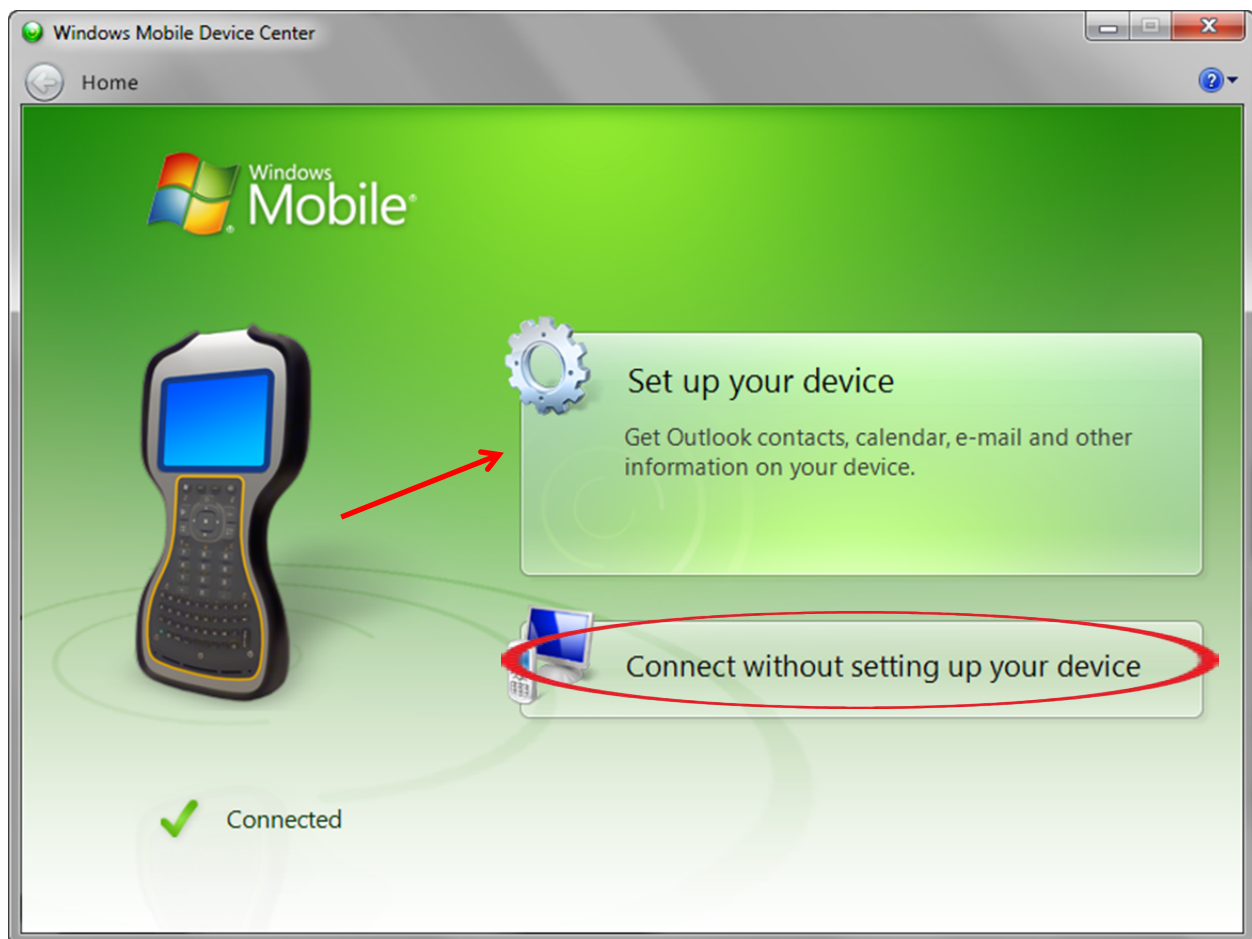 Windows Mobile Device Center
Home
Windows
Mobile®
Set up your device
Get Outlook contacts, calendar, e-mail and other
information on your device.
Connect without setting up your device
Connected